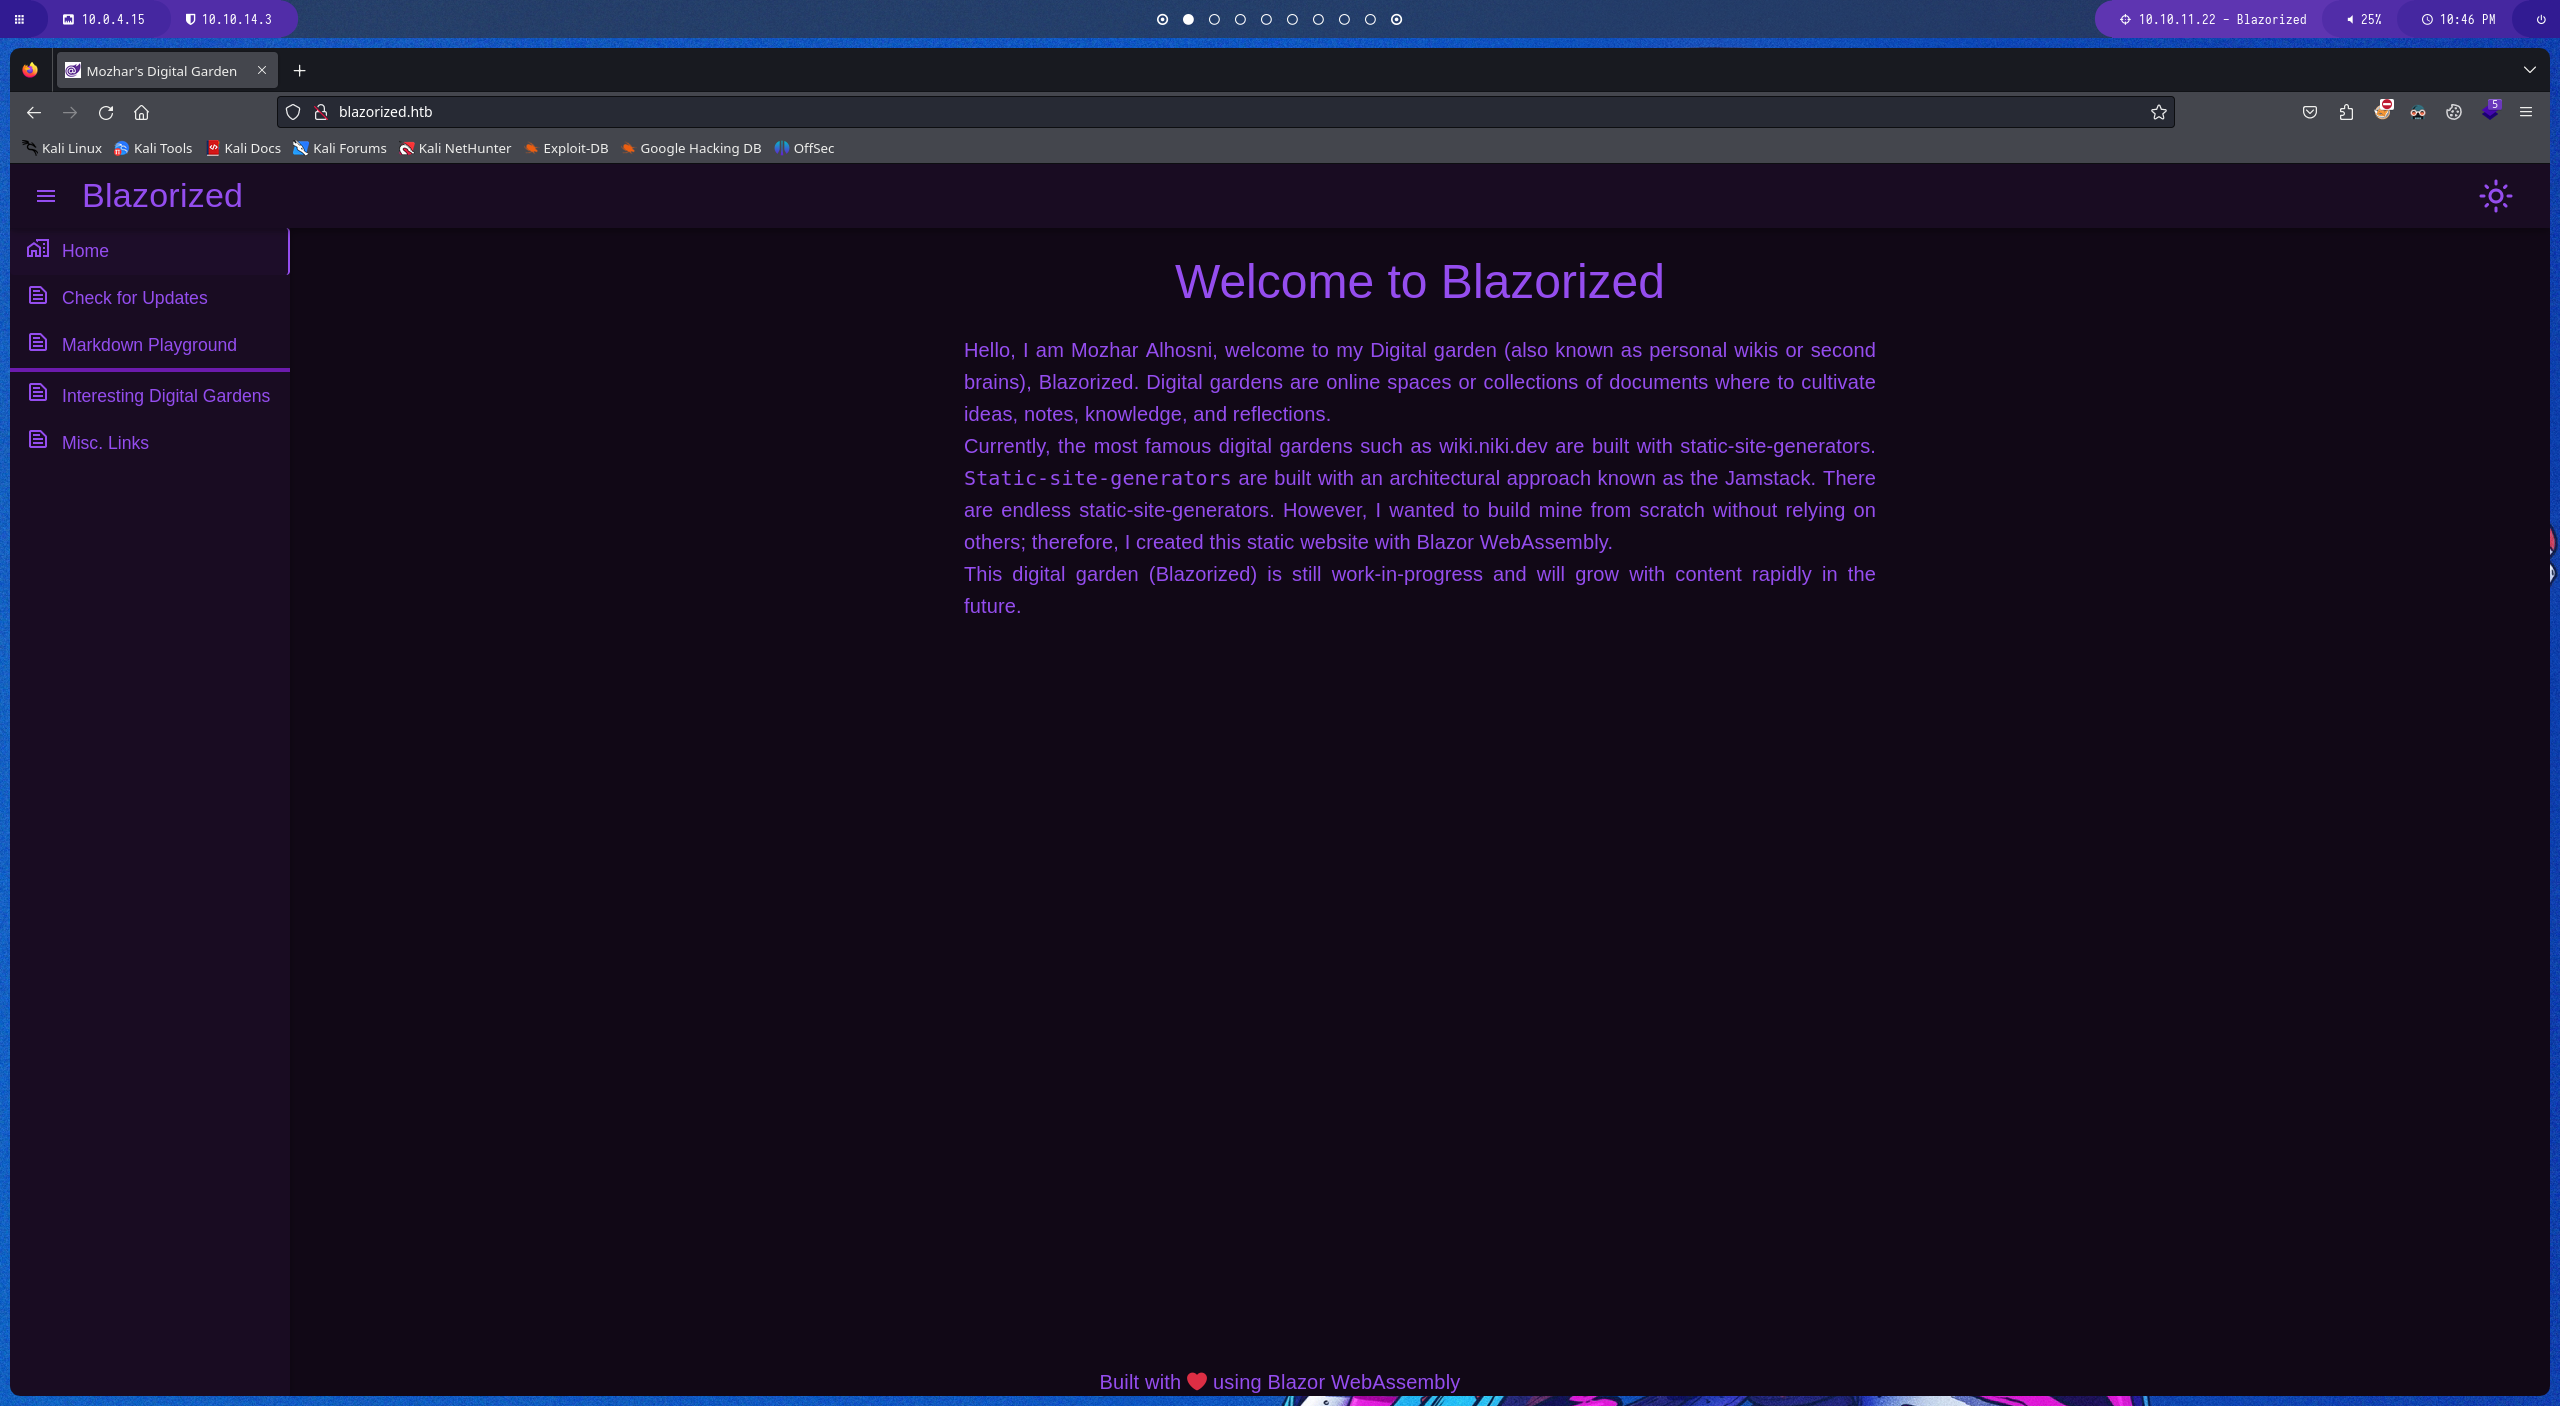 10.0.4.15 10.10.14.3 10.10.11.22 - Blazorized 25% 10:46 PM
Mozhar's Digital Garden
blazorized.htb 5
Kali Linux Kali Tools Kali Docs Kali Forums Kali NetHunter Exploit-DB Google Hacking DB OffSec
Blazorized
Home
Check for Updates
Markdown Playground
Interesting Digital Gardens
Misc. Links
Welcome to Blazorized
Hello, I am Mozhar Alhosni, welcome to my Digital garden (also known as personal wikis or second
brains), Blazorized. Digital gardens are online spaces or collections of documents where to cultivate
ideas, notes, knowledge, and reflections.
Currently, the most famous digital gardens such as wiki.niki.dev are built with static-site-generators.
Static-site-generators are built with an architectural approach known as the Jamstack. There
are endless static-site-generators. However, I wanted to build mine from scratch without relying on
others; therefore, I created this static website with Blazor WebAssembly.
This digital garden (Blazorized) is still work-in-progress and will grow with content rapidly in the
future.
Built with ❤ using Blazor WebAssembly